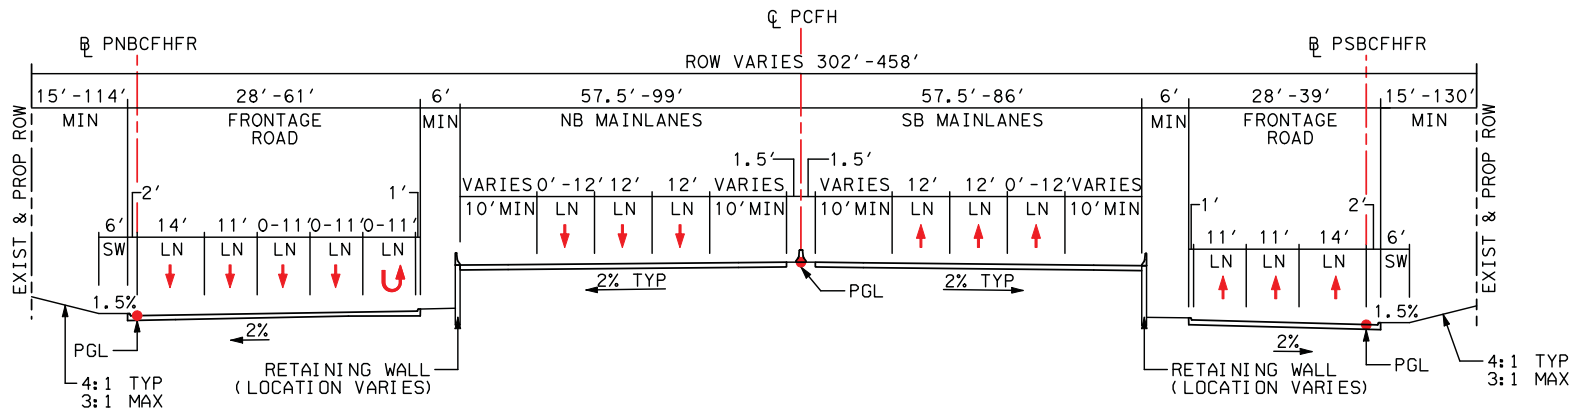 ℄ PCFH
BL PNBCFHFR
BL PSBCFHFR
ROW VARIES 302'-458'
15'-114' 28'-61' 6' 57.5'-99' 57.5'-86' 6' 28'-39' 15'-130'
MIN FRONTAGE ROAD MIN NB MAINLANES SB MAINLANES MIN FRONTAGE ROAD MIN
EXIST & PROP ROW
EXIST & PROP ROW
1.5' 1.5'
2' 1' VARIES 0'-12' 12' 12' VARIES VARIES 12' 12' 0'-12' VARIES
10'MIN LN LN LN 10'MIN 10'MIN LN LN LN 10'MIN
1' 2'
6' 14' 11' 0-11' 0-11' 0-11'
SW LN LN LN LN LN
11' 11' 14' 6'
LN LN LN SW
2% TYP 2% TYP
PGL
1.5% 1.5%
2% 2%
PGL PGL
RETAINING WALL
(LOCATION VARIES)
RETAINING WALL
(LOCATION VARIES)
4:1 TYP
3:1 MAX
4:1 TYP
3:1 MAX